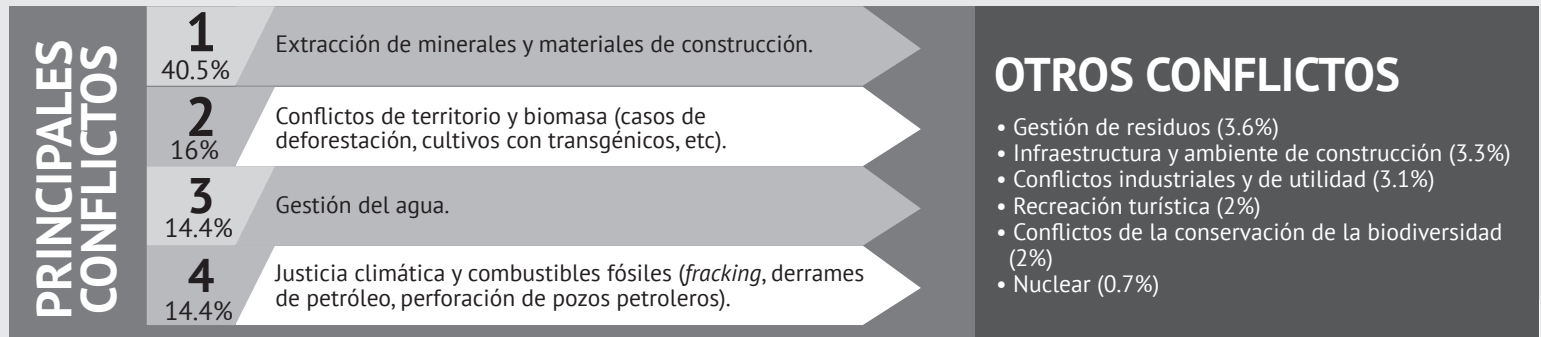 PRINCIPALES
CONFLICTOS
1
40.5%
Extracción de minerales y materiales de construcción.
2
16%
Conflictos de territorio y biomasa (casos de
deforestación, cultivos con transgénicos, etc).
3
14.4%
Gestión del agua.
4
14.4%
Justicia climática y combustibles fósiles (fracking, derrames
de petróleo, perforación de pozos petroleros).
OTROS CONFLICTOS
• Gestión de residuos (3.6%)
• Infraestructura y ambiente de construcción (3.3%)
• Conflictos industriales y de utilidad (3.1%)
• Recreación turística (2%)
• Conflictos de la conservación de la biodiversidad
(2%)
• Nuclear (0.7%)